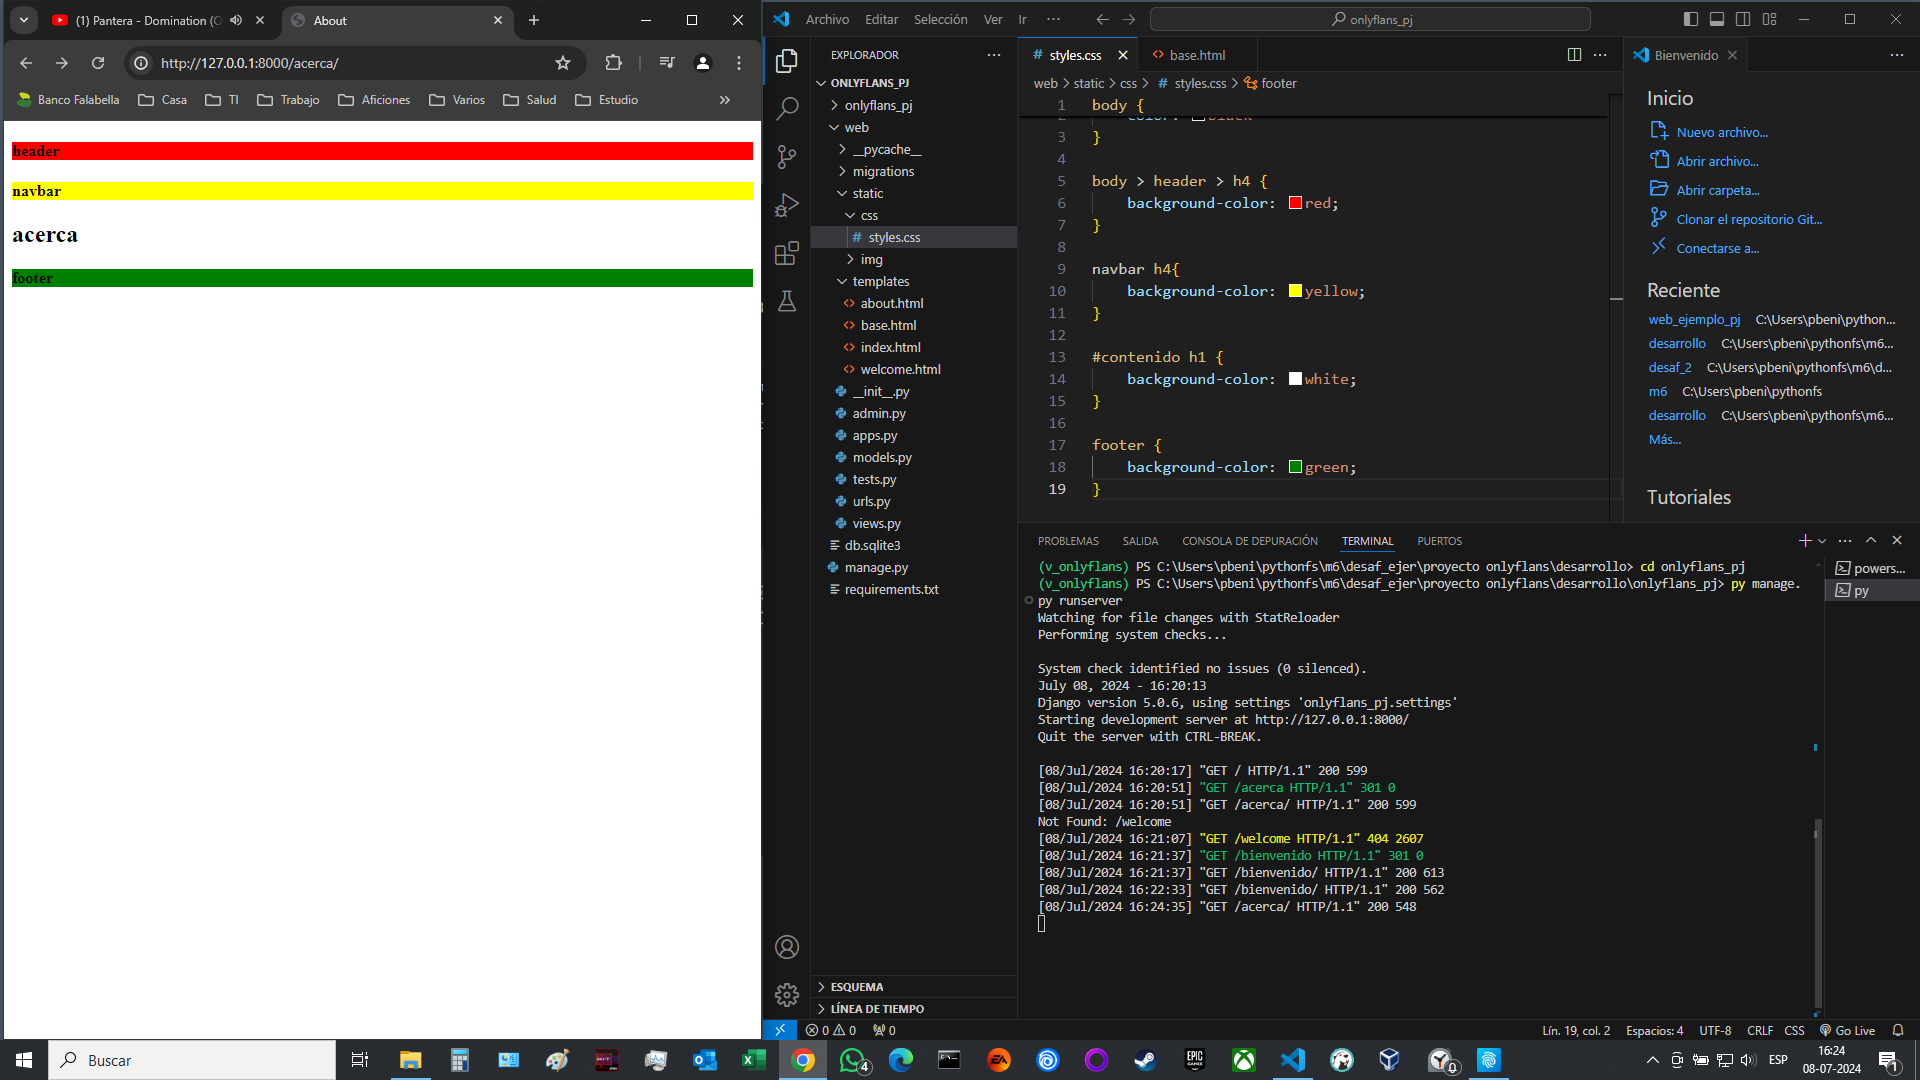 (1) Pantera - Domination (O
About
http://127.0.0.1:8000/acerca/
Banco Falabella
Casa
TI
Trabajo
Aficiones
Varios
Salud
Estudio
header
navbar
acerca
footer
Archivo Editar Selección Ver Ir
onlyflans_pj
EXPLORADOR
ONLYFLANS_PJ
onlyflans_pj
web
__pycache__
migrations
static
css
# styles.css
img
templates
<> about.html
<> base.html
<> index.html
<> welcome.html
__init__.py
admin.py
apps.py
models.py
tests.py
urls.py
views.py
db.sqlite3
manage.py
requirements.txt
ESQUEMA
LÍNEA DE TIEMPO
# styles.css
<> base.html
web > static > css > # styles.css > footer
1 body {
2 color: black
3 }
4
5 body > header > h4 {
6 background-color: red;
7 }
8
9 navbar h4{
10 background-color: yellow;
11 }
12
13 #contenido h1 {
14 background-color: white;
15 }
16
17 footer {
18 background-color: green;
19 }
Bienvenido
Inicio
Nuevo archivo...
Abrir archivo...
Abrir carpeta...
Clonar el repositorio Git...
Conectarse a...
Reciente
web_ejemplo_pj C:\Users\pbeni\python...
desarrollo C:\Users\pbeni\pythonfs\m6...
desaf_2 C:\Users\pbeni\pythonfs\m6\d...
m6 C:\Users\pbeni\pythonfs
desarrollo C:\Users\pbeni\pythonfs\m6...
Más...
Tutoriales
PROBLEMAS SALIDA CONSOLA DE DEPURACIÓN TERMINAL PUERTOS
(v_onlyflans) PS C:\Users\pbeni\pythonfs\m6\desaf_ejer\proyecto onlyflans\desarrollo> cd onlyflans_pj
(v_onlyflans) PS C:\Users\pbeni\pythonfs\m6\desaf_ejer\proyecto onlyflans\desarrollo\onlyflans_pj> py manage.
py runserver
Watching for file changes with StatReloader
Performing system checks...
System check identified no issues (0 silenced).
July 08, 2024 - 16:20:13
Django version 5.0.6, using settings 'onlyflans_pj.settings'
Starting development server at http://127.0.0.1:8000/
Quit the server with CTRL-BREAK.
[08/Jul/2024 16:20:17] "GET / HTTP/1.1" 200 599
[08/Jul/2024 16:20:51] "GET /acerca HTTP/1.1" 301 0
[08/Jul/2024 16:20:51] "GET /acerca/ HTTP/1.1" 200 599
Not Found: /welcome
[08/Jul/2024 16:21:07] "GET /welcome HTTP/1.1" 404 2607
[08/Jul/2024 16:21:37] "GET /bienvenido HTTP/1.1" 301 0
[08/Jul/2024 16:21:37] "GET /bienvenido/ HTTP/1.1" 200 613
[08/Jul/2024 16:22:33] "GET /bienvenido/ HTTP/1.1" 200 562
[08/Jul/2024 16:24:35] "GET /acerca/ HTTP/1.1" 200 548
powers...
py
0 0 0
Lín. 19, col. 2 Espacios: 4 UTF-8 CRLF CSS Go Live
Buscar
4
EA
EPIC GAMES
0
ESP
16:24
08-07-2024
1